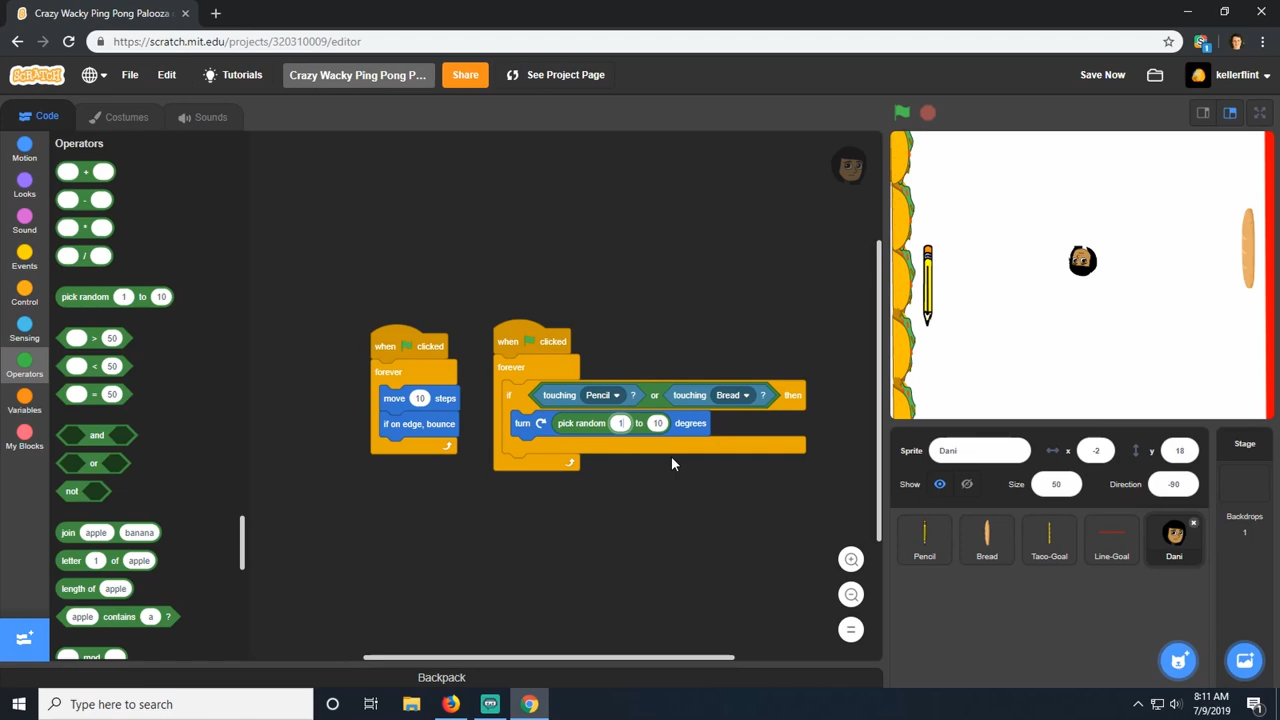 Crazy Wacky Ping Pong Palooza
https://scratch.mit.edu/projects/320310009/editor
SCRATCH File Edit Tutorials Crazy Wacky Ping Pong P... Share See Project Page Save Now kellerflint
Code Costumes Sounds
Motion
Looks
Sound
Events
Control
Sensing
Operators
Variables
My Blocks
Operators
+
-
*
/
pick random 1 to 10
> 50
< 50
= 50
and
or
not
join apple banana
letter 1 of apple
length of apple
apple contains a ?
mod
when clicked
forever
move 10 steps
if on edge, bounce
when clicked
forever
if touching Pencil ? or touching Bread ? then
turn pick random 1 to 10 degrees
Sprite Dani x -2 y 18
Show Size 50 Direction -90
Pencil
Bread
Taco-Goal
Line-Goal
Dani
Stage
Backdrops
1
Backpack
Type here to search
8:11 AM
7/9/2019